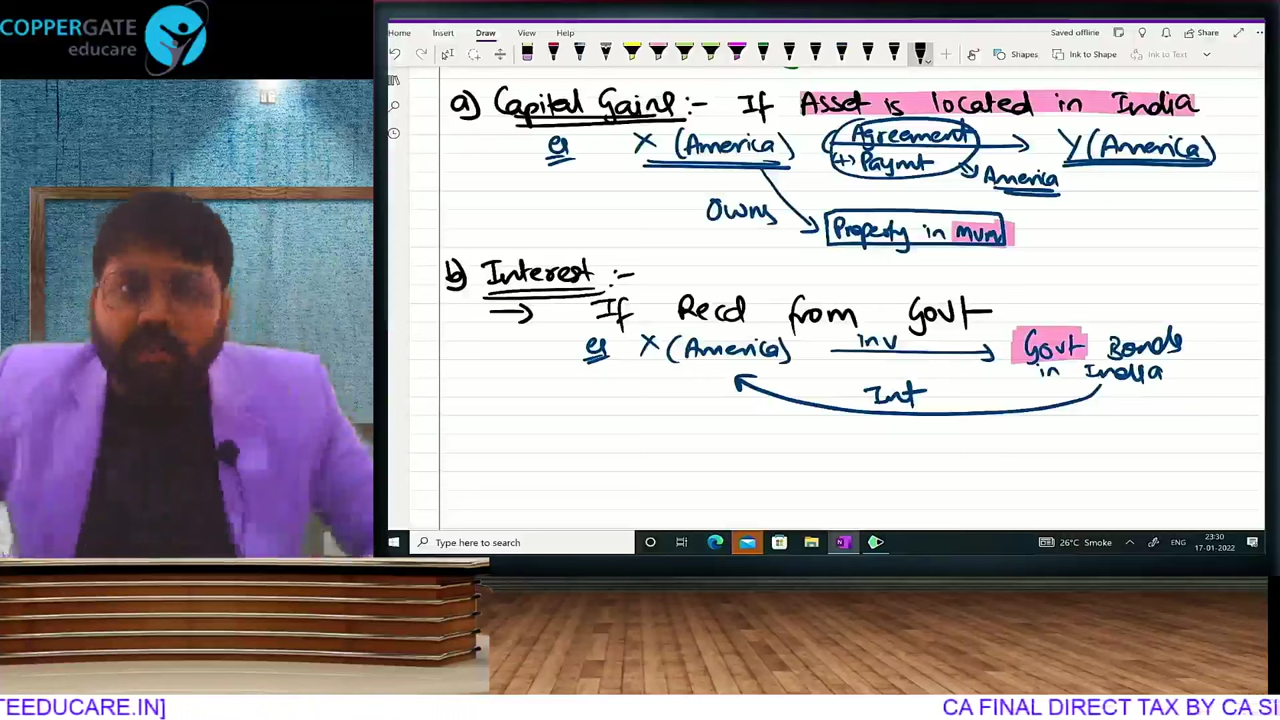 COPPERGATE
educare
Home Insert Draw View Help
Saved offline
Share
Shapes
Ink to Shape
Ink to Text
a) Capital Gains :- If Asset is located in India
eg X (America) Agreement Y (America)
(+) Paymt America
Owns
Property in mum
b) Interest :-
→ If Recd from Govt
eg X (America) inv Govt Bonds
in India
Int
Type here to search
26°C Smoke
ENG
23:30
17-01-2022
TEEDUCARE.IN]
CA FINAL DIRECT TAX BY CA SI